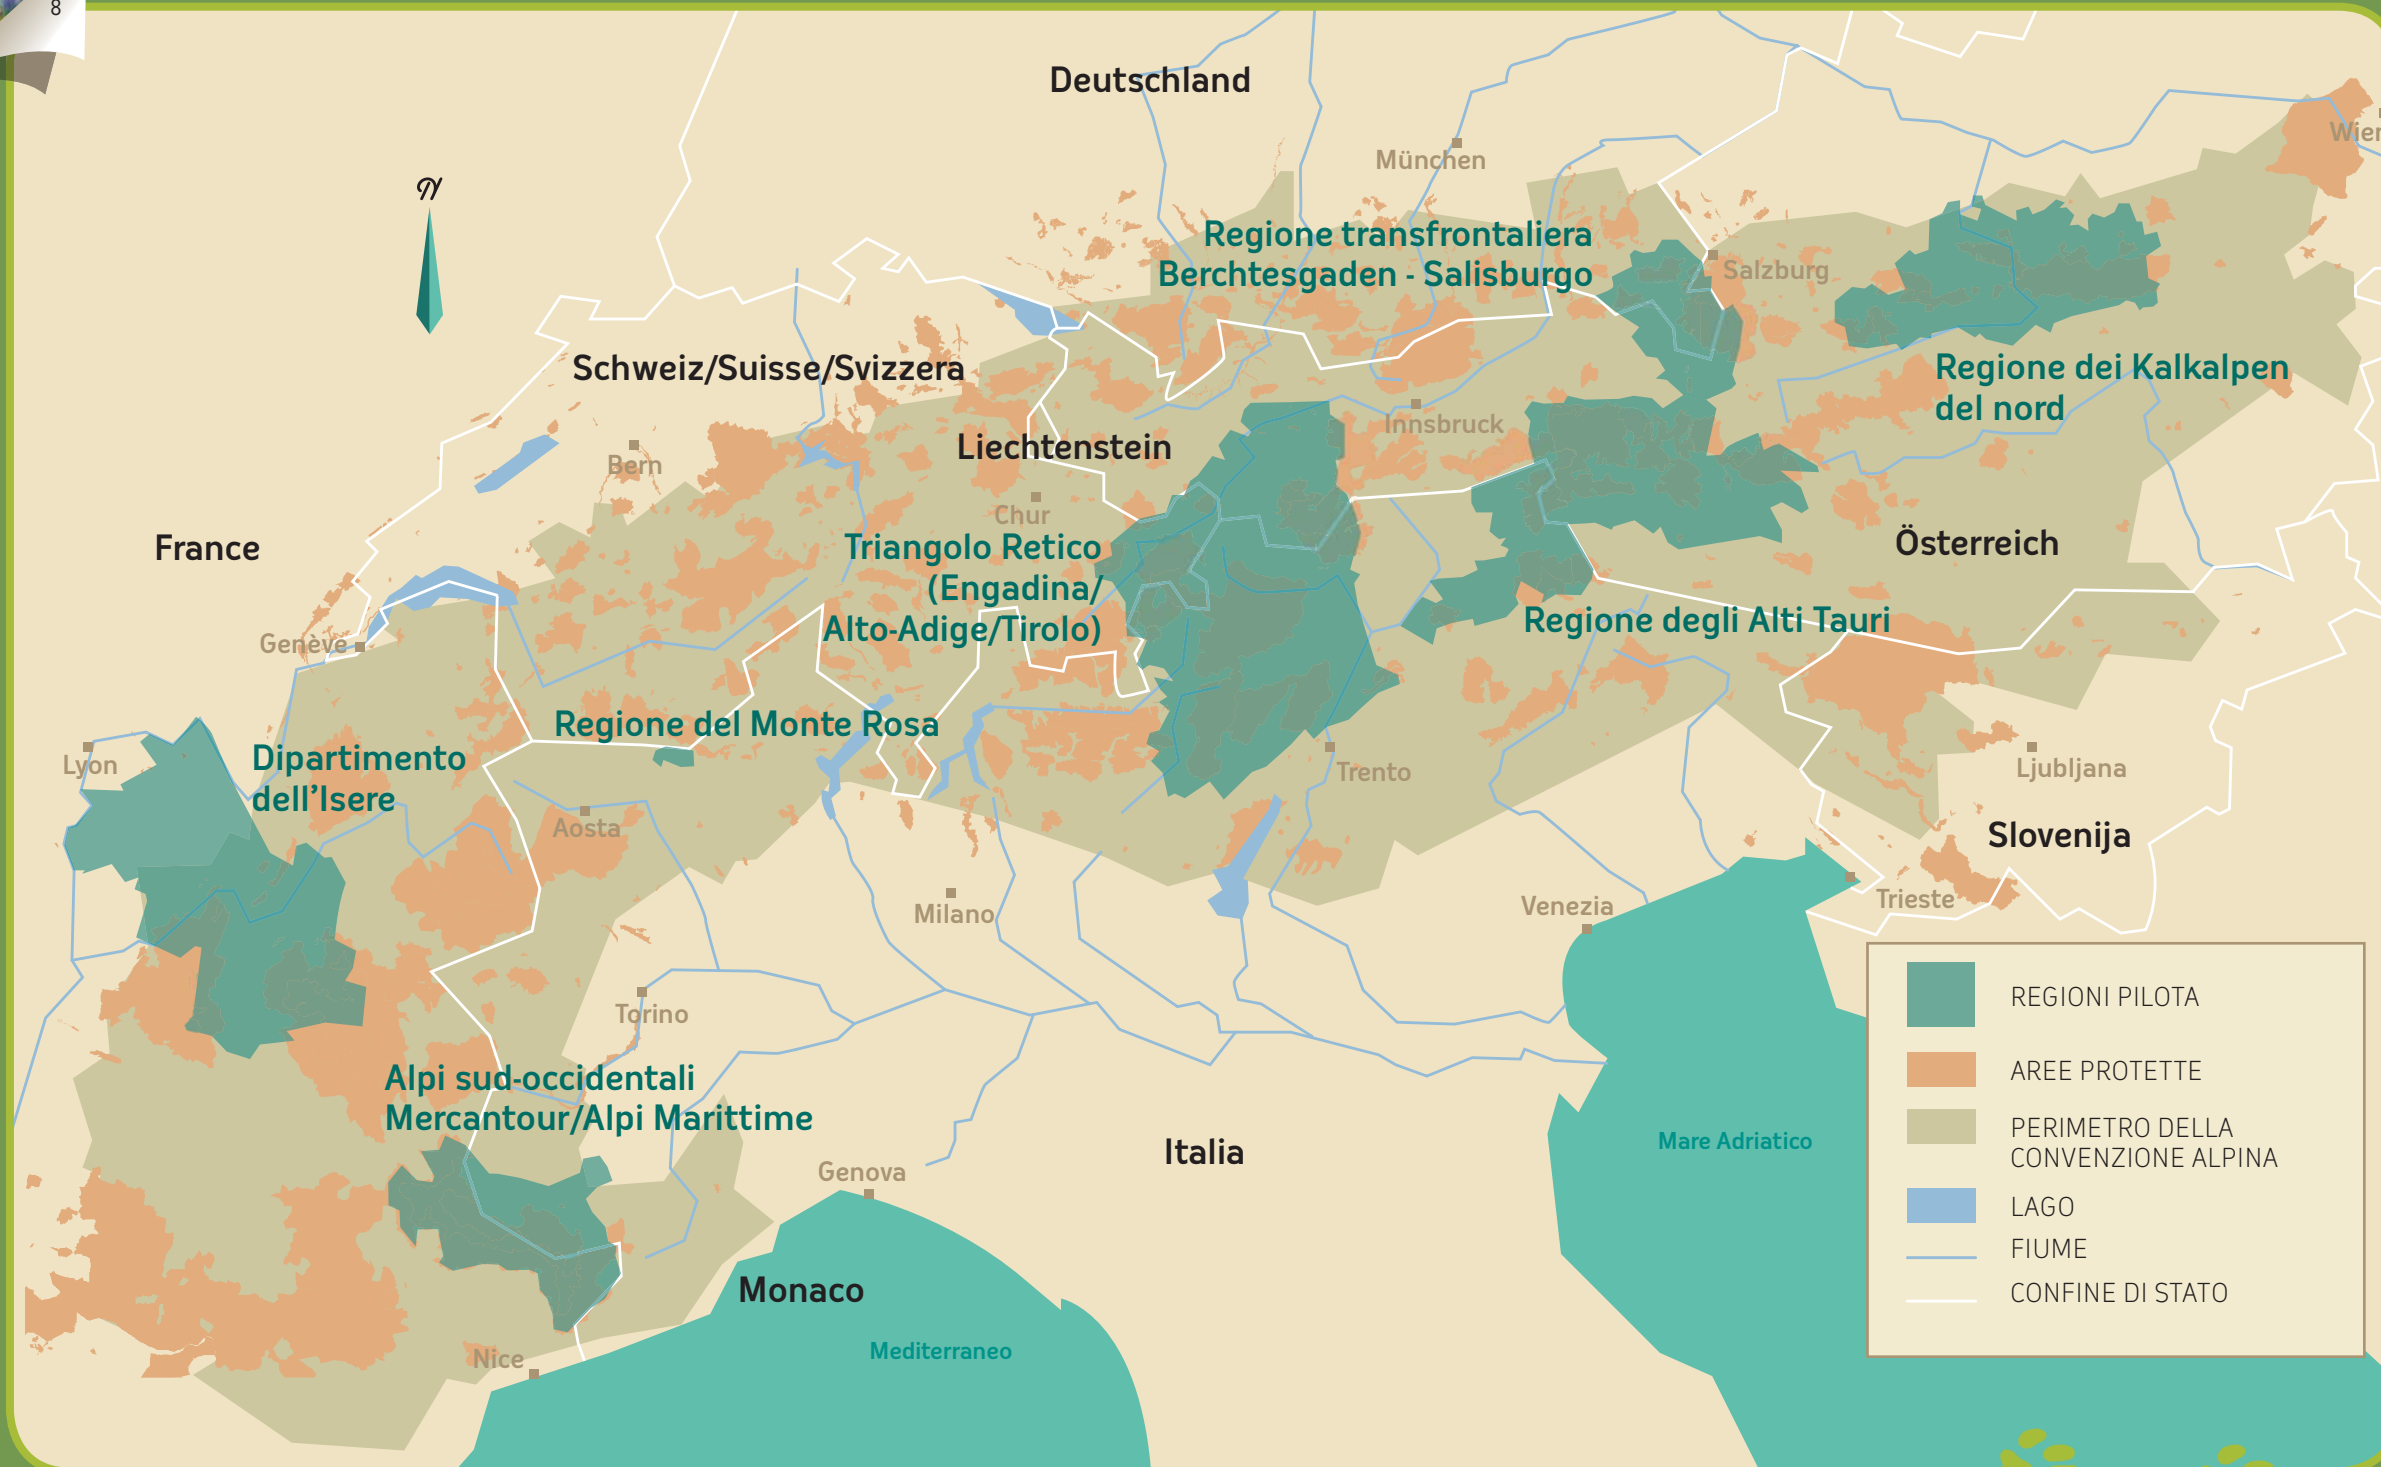 8
Deutschland
N
München
Wien
Regione transfrontaliera
Berchtesgaden - Salisburgo
Salzburg
Schweiz/Suisse/Svizzera
Regione dei Kalkalpen
del nord
Innsbruck
Liechtenstein
Bern
Chur
France
Triangolo Retico
(Engadina/
Alto-Adige/Tirolo)
Österreich
Genève
Regione degli Alti Tauri
Regione del Monte Rosa
Lyon
Dipartimento
dell’Isere
Trento
Ljubljana
Aosta
Slovenija
Milano
Venezia
Trieste
Torino
REGIONI PILOTA
AREE PROTETTE
PERIMETRO DELLA
CONVENZIONE ALPINA
LAGO
FIUME
CONFINE DI STATO
Alpi sud-occidentali
Mercantour/Alpi Marittime
Italia
Mare Adriatico
Genova
Monaco
Mediterraneo
Nice